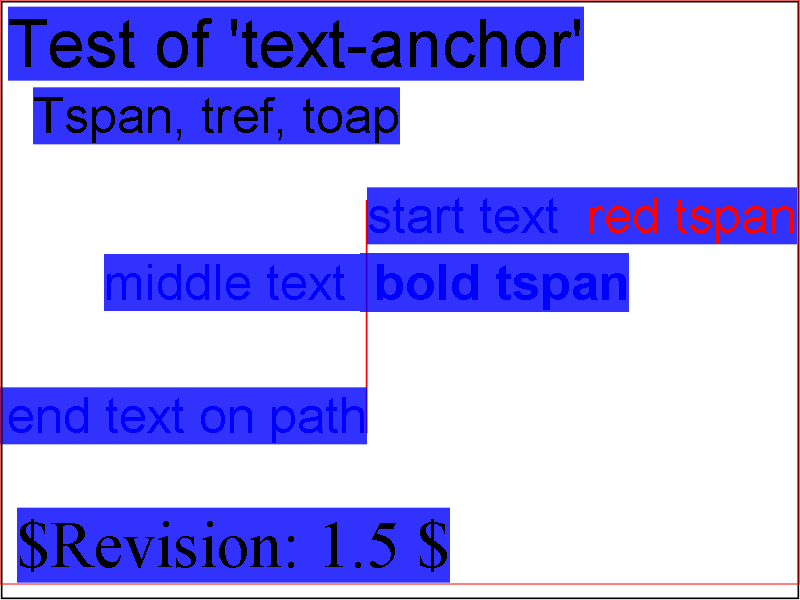 Test of 'text-anchor'
Tspan, tref, toap
start text red tspan
middle text bold tspan
end text on path
$Revision: 1.5 $